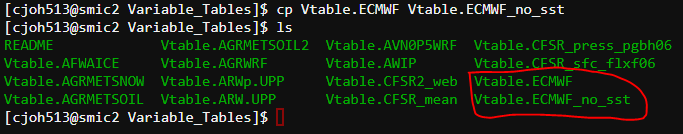 [cjoh513@smic2 Variable_Tables]$ cp Vtable.ECMWF Vtable.ECMWF_no_sst
[cjoh513@smic2 Variable_Tables]$ ls
README Vtable.AGRMETSOIL2 Vtable.AVN0P5WRF Vtable.CFSR_press_pgbh06
Vtable.AFWAICE Vtable.AGRWRF Vtable.AWIP Vtable.CFSR_sfc_flxf06
Vtable.AGRMETSNOW Vtable.ARWp.UPP Vtable.CFSR2_web Vtable.ECMWF
Vtable.AGRMETSOIL Vtable.ARW.UPP Vtable.CFSR_mean Vtable.ECMWF_no_sst
[cjoh513@smic2 Variable_Tables]$